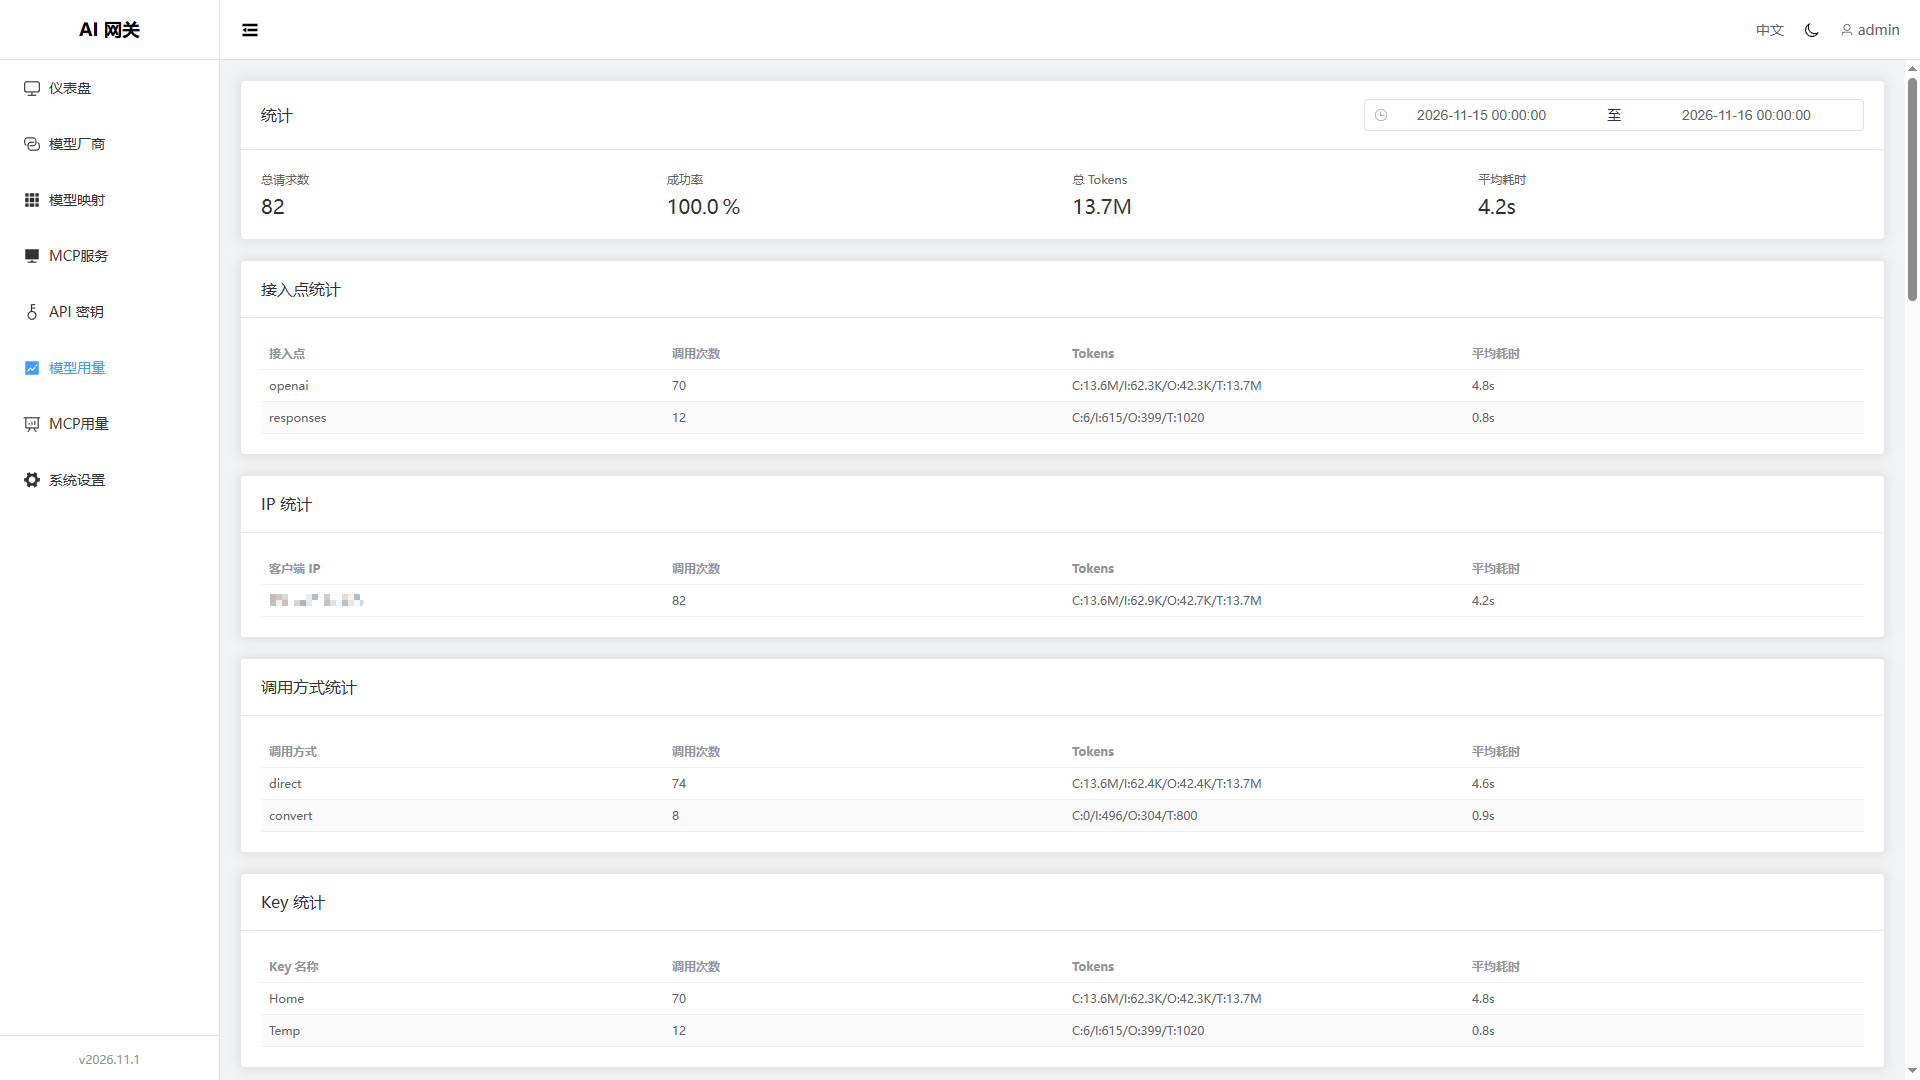 AI 网关
中文
admin
仪表盘
模型厂商
模型映射
MCP服务
API 密钥
模型用量
MCP用量
系统设置
v2026.11.1
统计
2026-11-15 00:00:00 至 2026-11-16 00:00:00
总请求数 成功率 总 Tokens 平均耗时
82 100.0 % 13.7M 4.2s
接入点统计
接入点 调用次数 Tokens 平均耗时
openai 70 C:13.6M/I:62.3K/O:42.3K/T:13.7M 4.8s
responses 12 C:6/I:615/O:399/T:1020 0.8s
IP 统计
客户端 IP 调用次数 Tokens 平均耗时
82 C:13.6M/I:62.9K/O:42.7K/T:13.7M 4.2s
调用方式统计
调用方式 调用次数 Tokens 平均耗时
direct 74 C:13.6M/I:62.4K/O:42.4K/T:13.7M 4.6s
convert 8 C:0/I:496/O:304/T:800 0.9s
Key 统计
Key 名称 调用次数 Tokens 平均耗时
Home 70 C:13.6M/I:62.3K/O:42.3K/T:13.7M 4.8s
Temp 12 C:6/I:615/O:399/T:1020 0.8s